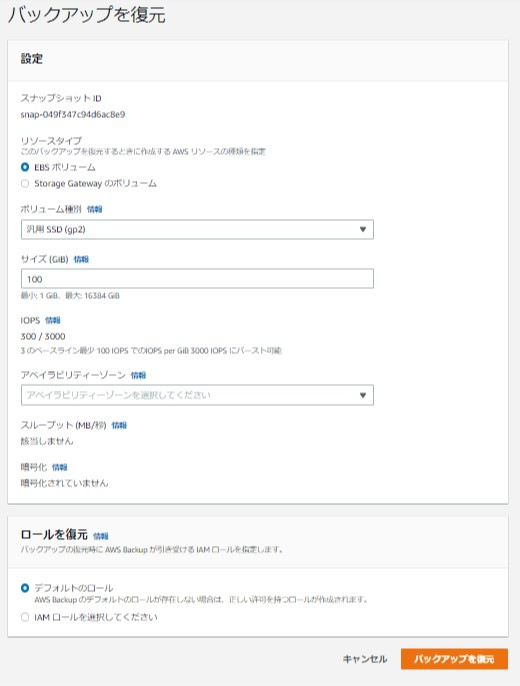 バックアップを復元
設定
スナップショット ID
snap-049f347c94d6ac8e9
リソースタイプ
このバックアップを復元するときに作成する AWS リソースの種類を指定
EBS ボリューム
Storage Gateway のボリューム
ボリューム種別 情報
汎用 SSD (gp2)
サイズ (GiB) 情報
100
最小: 1 GiB、最大: 16384 GiB
IOPS 情報
300 / 3000
3 のベースライン最少 100 IOPS でのIOPS per GiB 3000 IOPS にバースト可能
アベイラビリティーゾーン 情報
アベイラビリティーゾーンを選択してください
スループット (MB/秒) 情報
該当しません
暗号化 情報
暗号化されていません
ロールを復元 情報
バックアップの復元時に AWS Backup が引き受ける IAM ロールを指定します。
デフォルトのロール
AWS Backup のデフォルトのロールが存在しない場合は、正しい許可を持つロールが作成されます。
IAM ロールを選択してください
キャンセル バックアップを復元